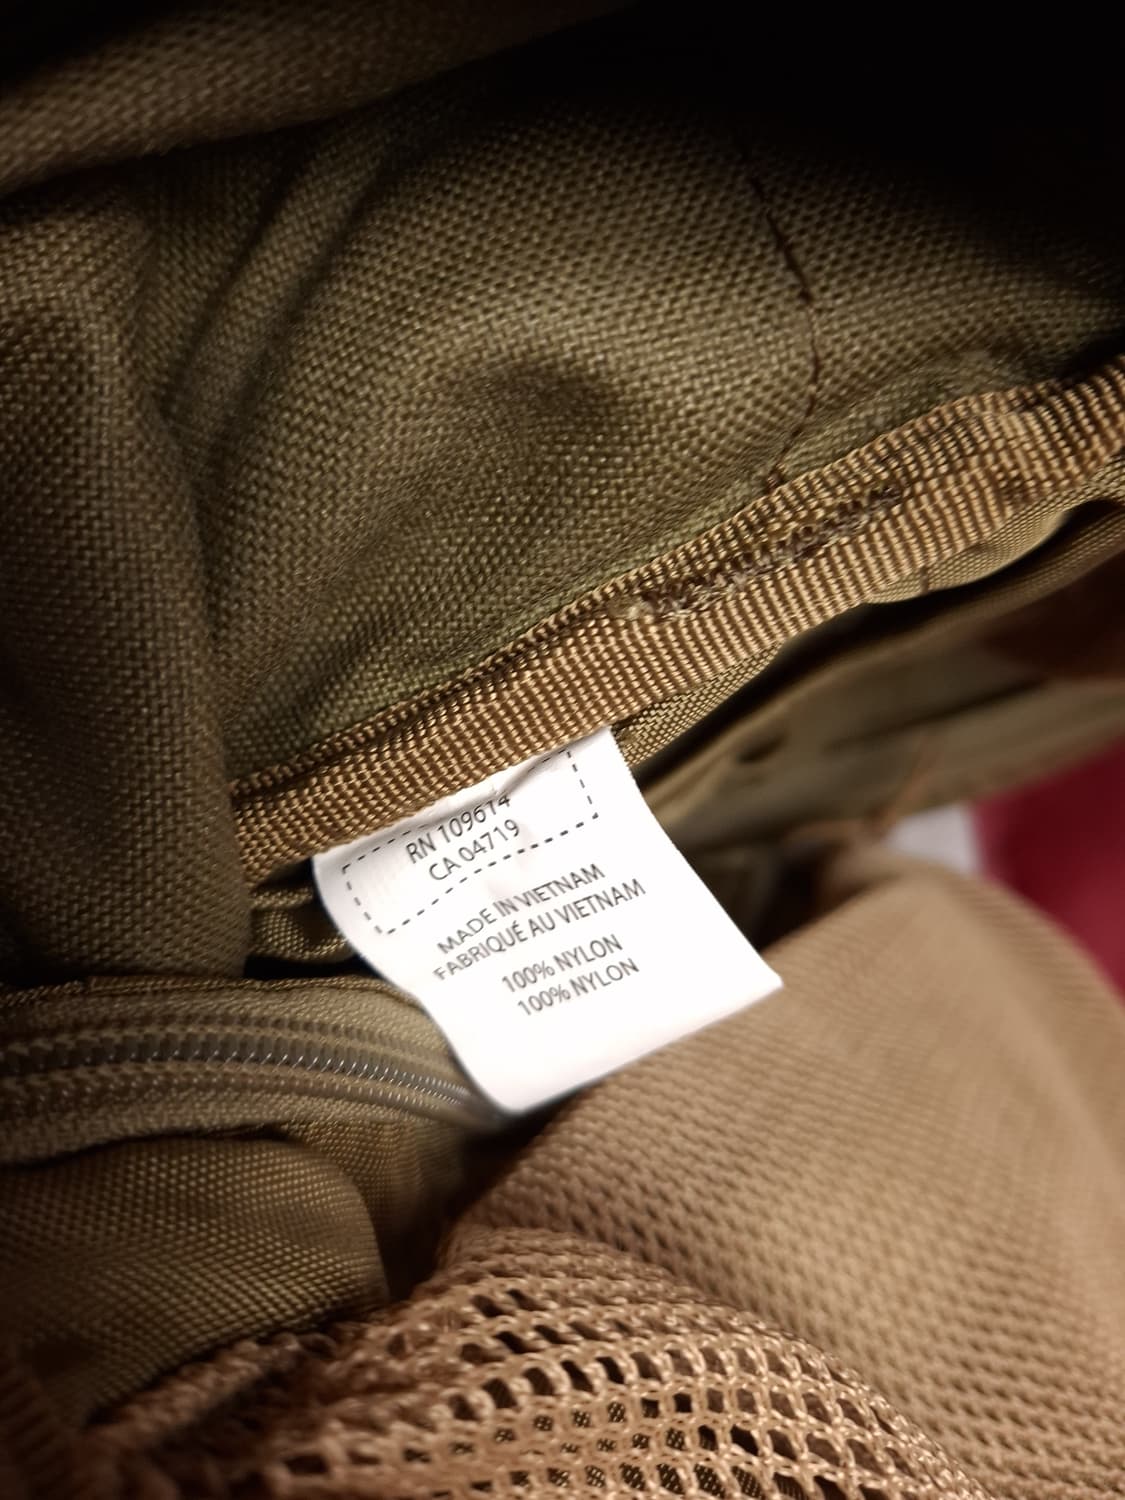 RN 109614
CA 04719
MADE IN VIETNAM
FABRIQUÉ AU VIETNAM
100% NYLON
100% NYLON